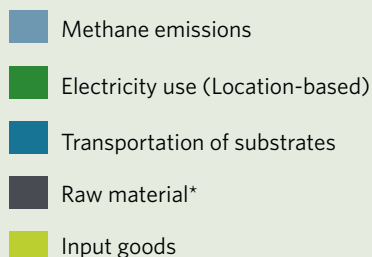 Methane emissions
Electricity use (Location-based)
Transportation of substrates
Raw material*
Input goods